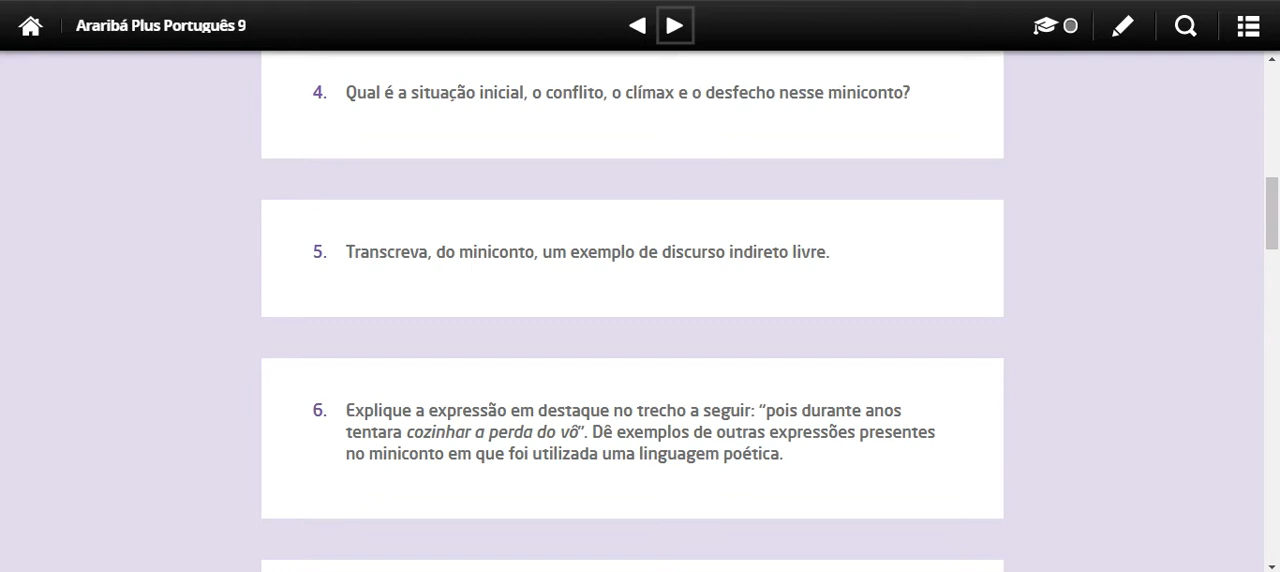 Araribá Plus Português 9
4. Qual é a situação inicial, o conflito, o clímax e o desfecho nesse miniconto?
5. Transcreva, do miniconto, um exemplo de discurso indireto livre.
6. Explique a expressão em destaque no trecho a seguir: “pois durante anos
tentara cozinhar a perda do vô”. Dê exemplos de outras expressões presentes
no miniconto em que foi utilizada uma linguagem poética.